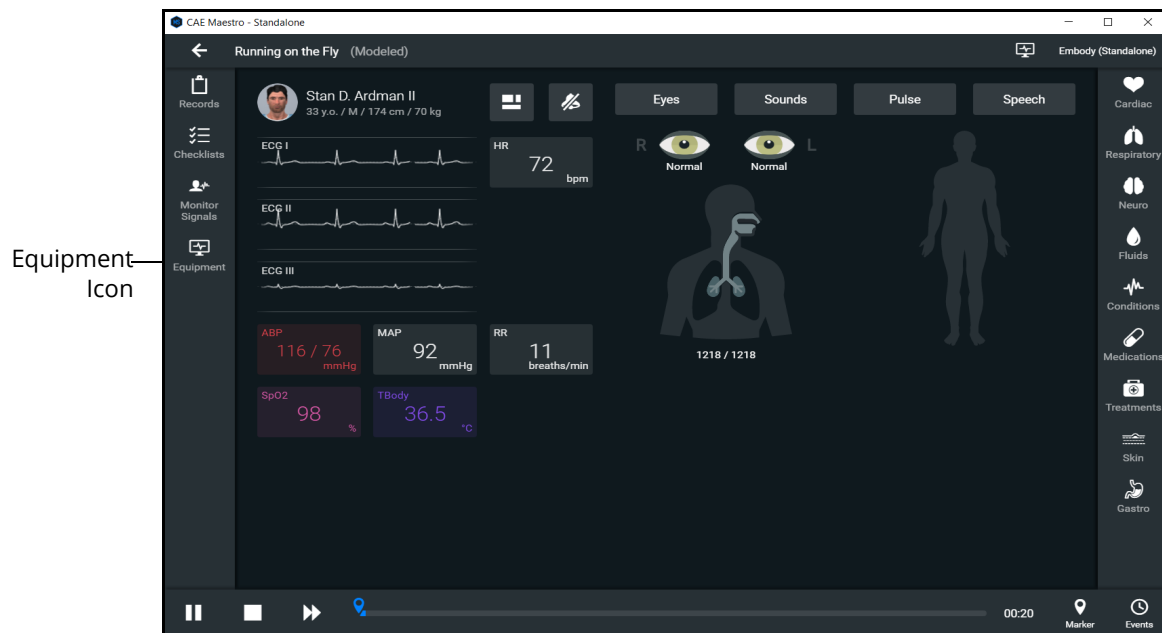 CAE Maestro - Standalone
Running on the Fly (Modeled)
Embody (Standalone)
Records
Checklists
Monitor
Signals
Equipment
Equipment
Icon
Stan D. Ardman II
33 y.o. / M / 174 cm / 70 kg
ECG I
HR
72
bpm
ECG II
ECG III
ABP
116 / 76
mmHg
MAP
92
mmHg
RR
11
breaths/min
SpO2
98
%
TBody
36.5
°C
Eyes
Sounds
Pulse
Speech
R
L
Normal
Normal
1218 / 1218
Cardiac
Respiratory
Neuro
Fluids
Conditions
Medications
Treatments
Skin
Gastro
00:20
Marker
Events